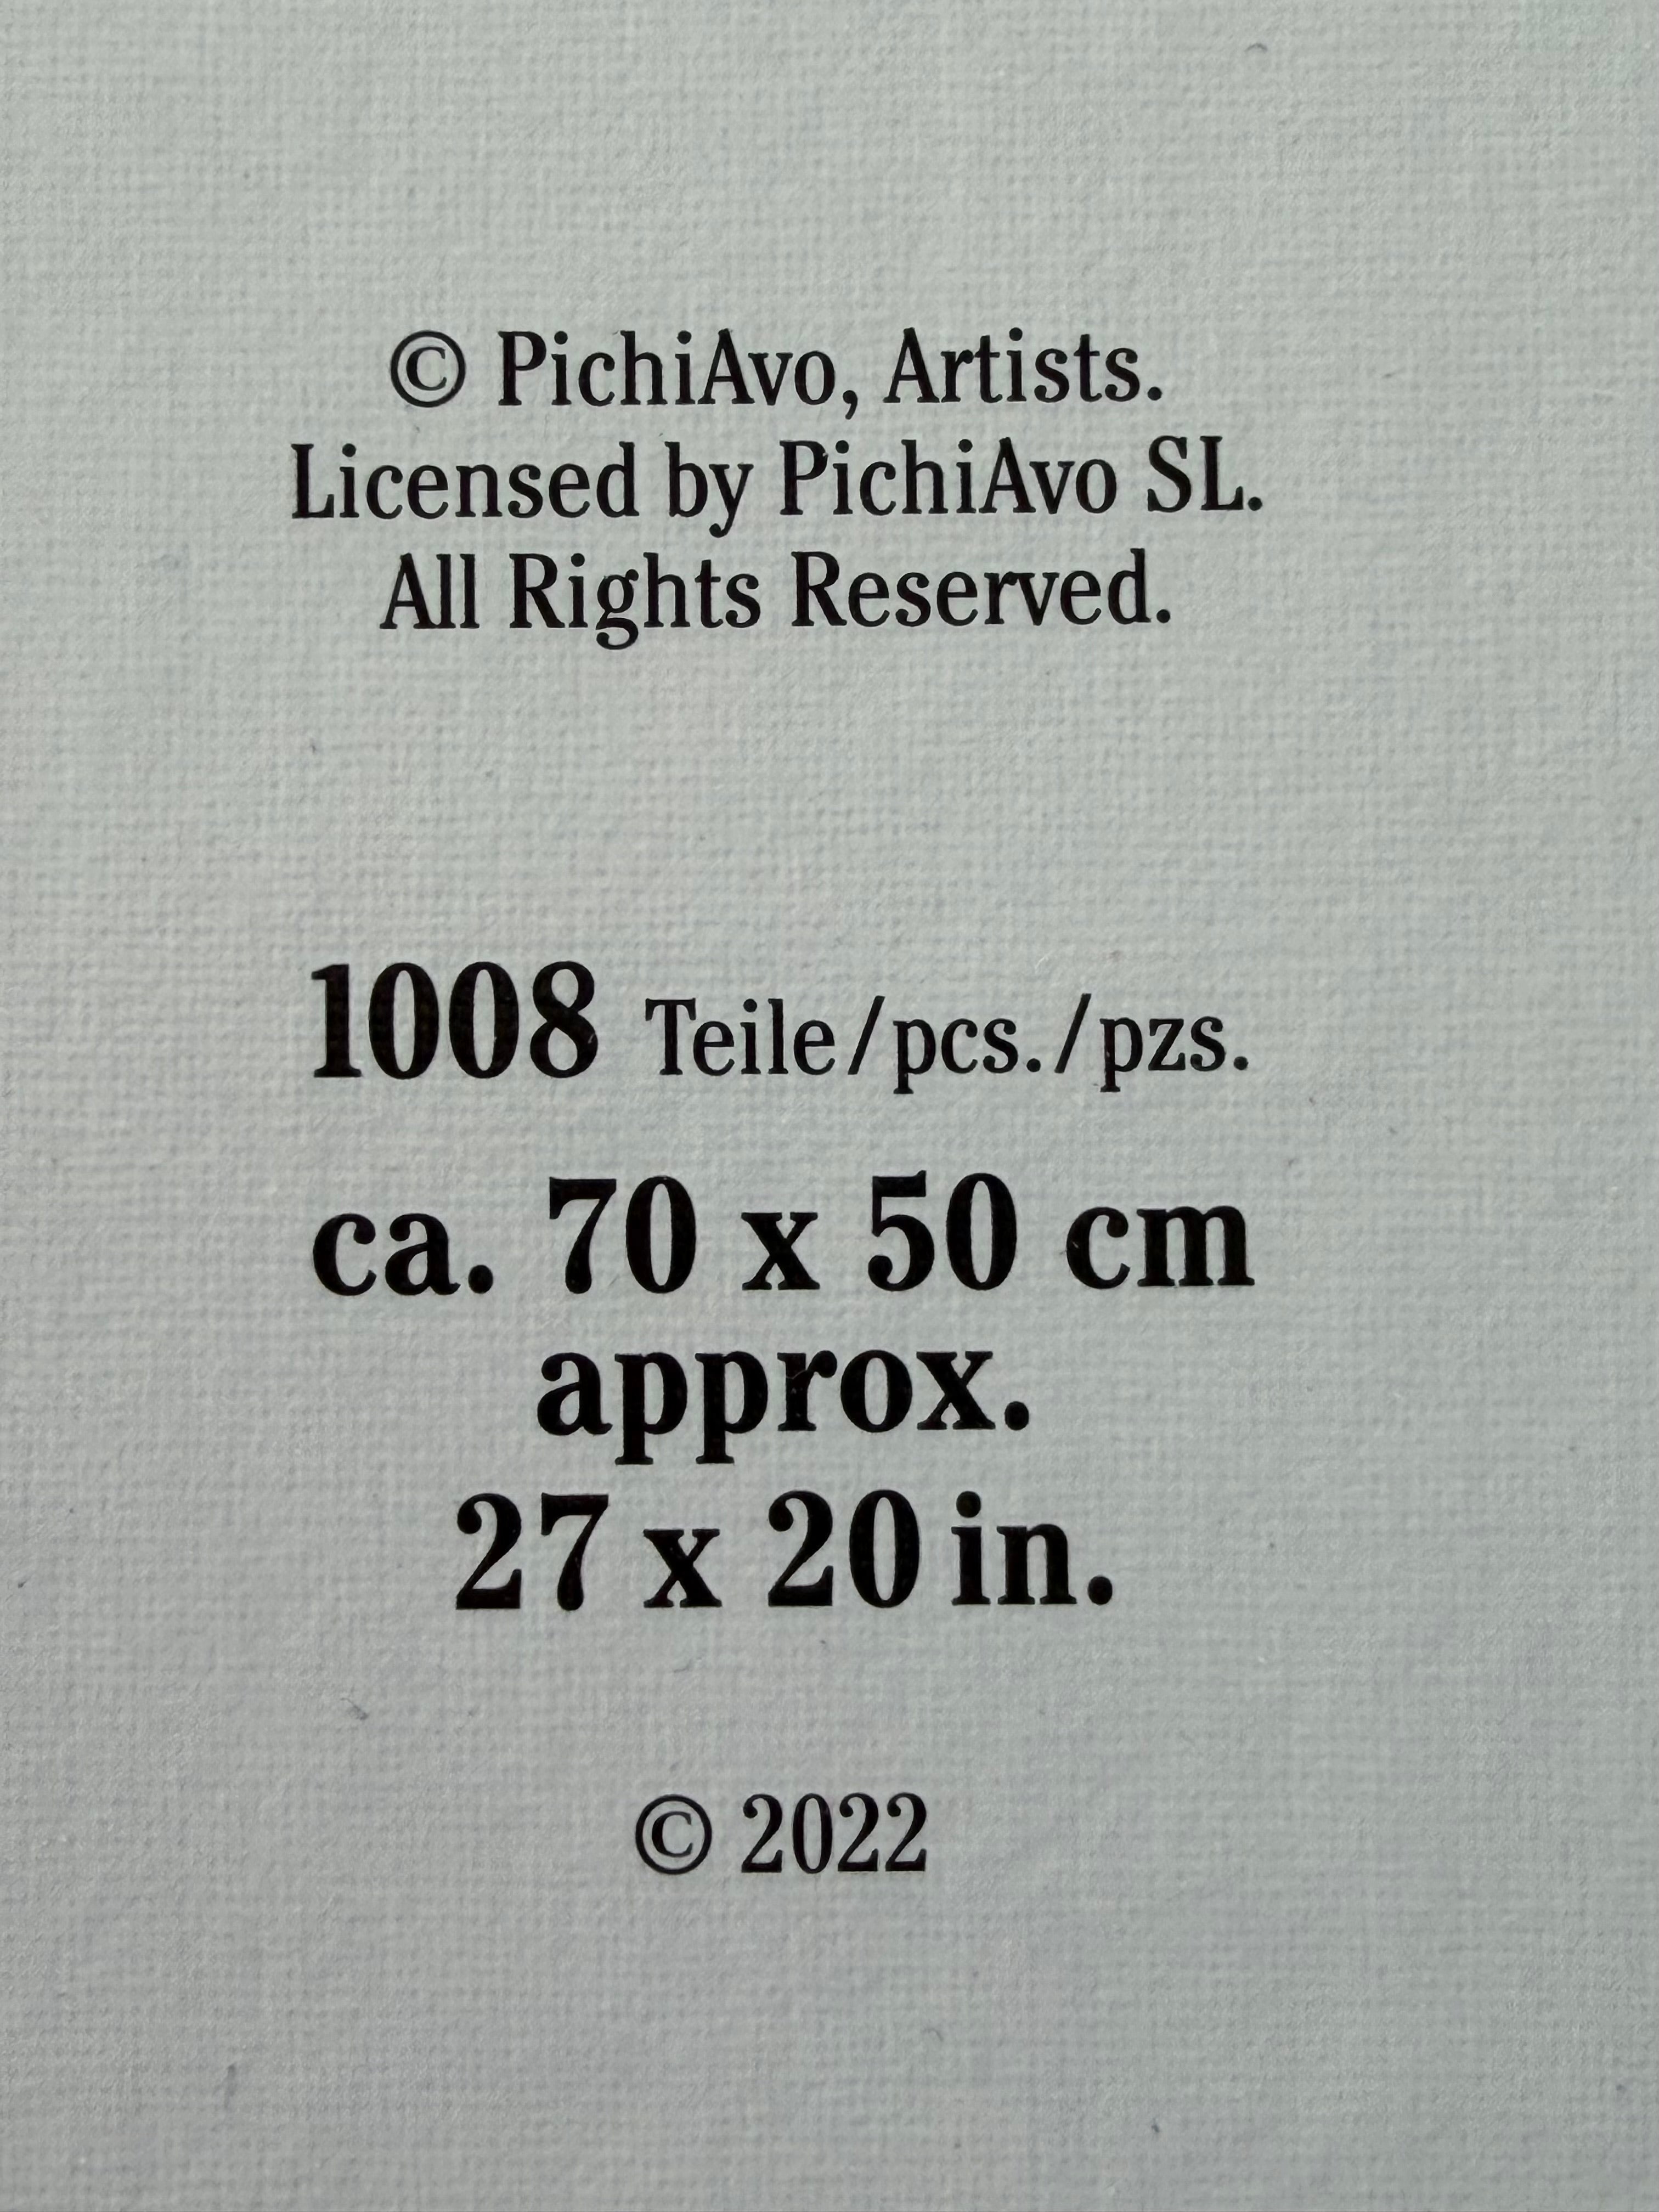 © PichiAvo, Artists.
Licensed by PichiAvo SL.
All Rights Reserved.
1008 Teile/pcs./pzs.
ca. 70 x 50 cm
approx.
27 x 20 in.
© 2022